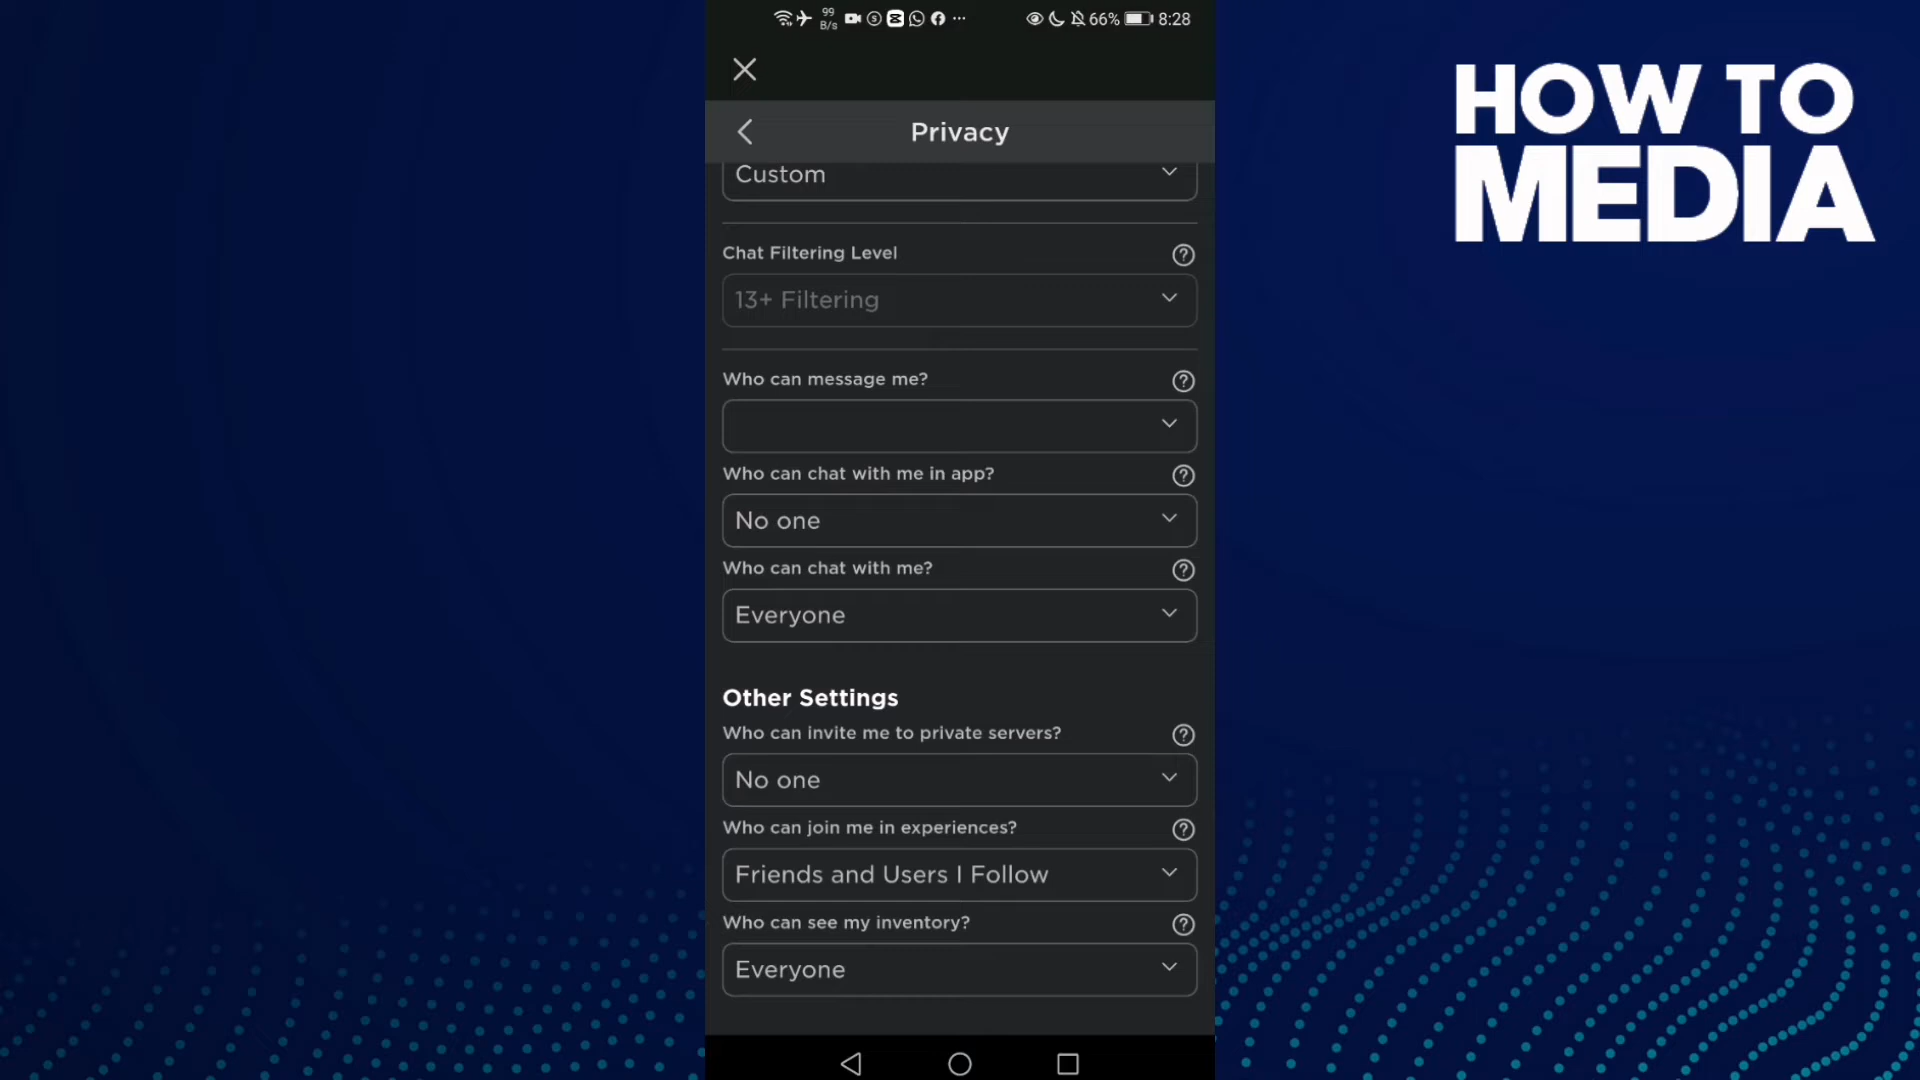 99
B/s
66%
8:28
HOW TO
MEDIA
Privacy
Custom
Chat Filtering Level
13+ Filtering
Who can message me?
Who can chat with me in app?
No one
Who can chat with me?
Everyone
Other Settings
Who can invite me to private servers?
No one
Who can join me in experiences?
Friends and Users I Follow
Who can see my inventory?
Everyone